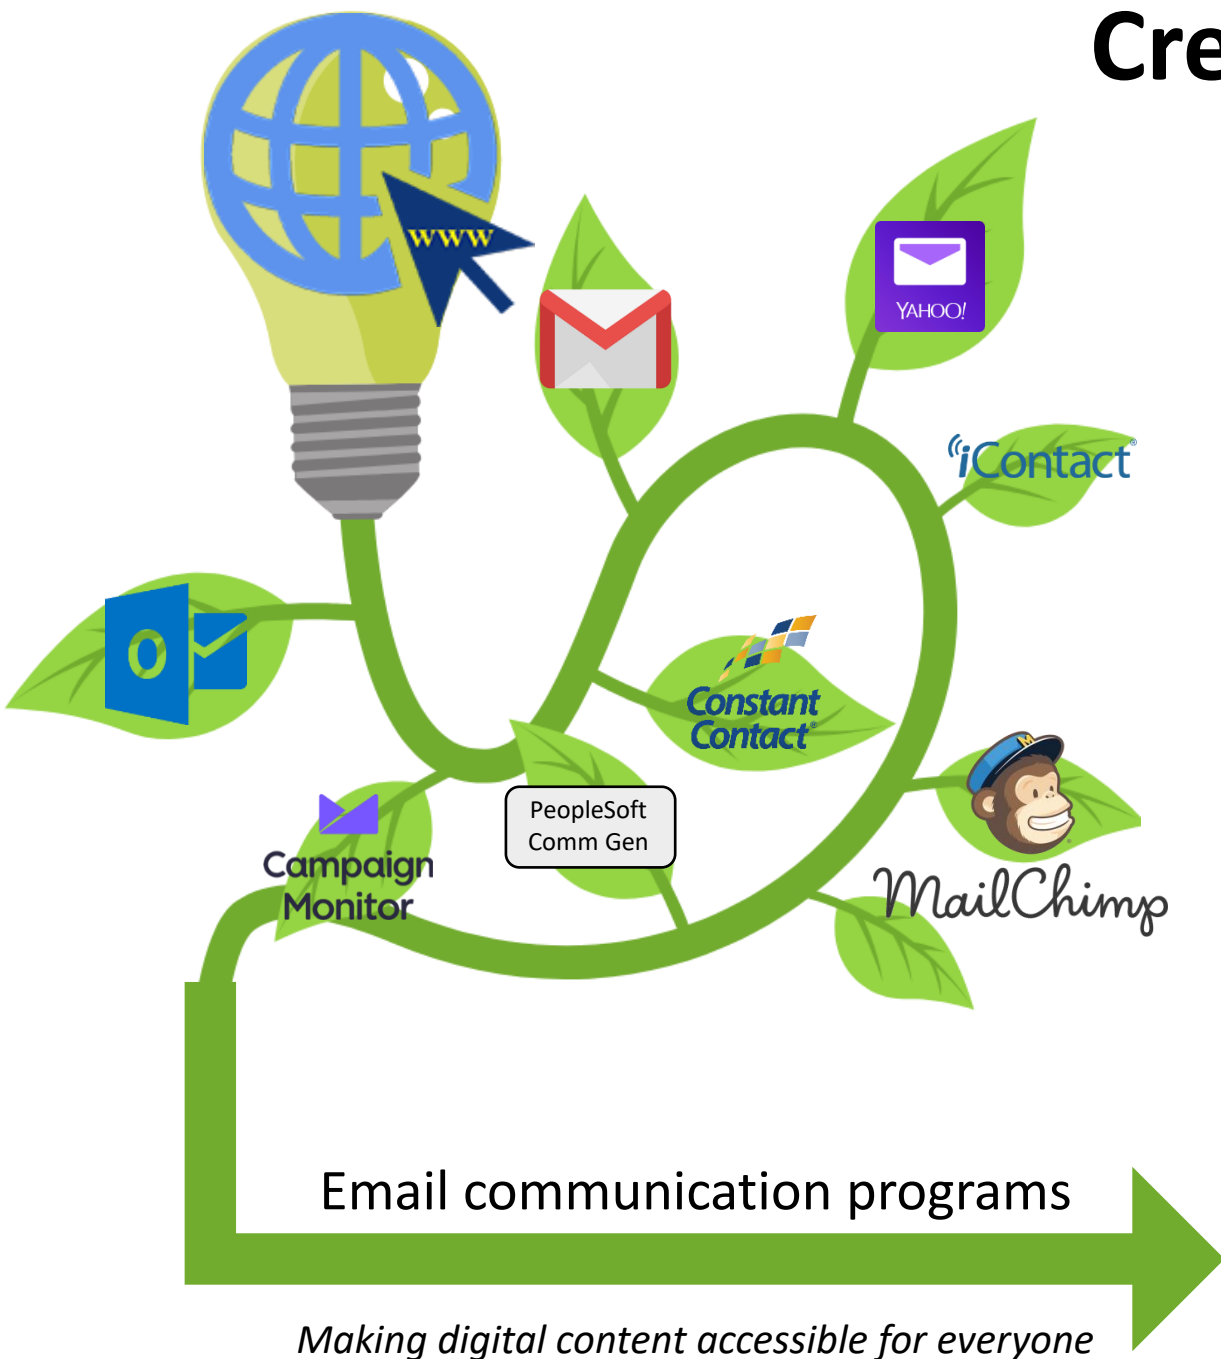 Cre
www
YAHOO!
iContact®
O
Constant
Contact®
PeopleSoft
Comm Gen
Campaign
Monitor
M
MailChimp
Email communication programs
Making digital content accessible for everyone